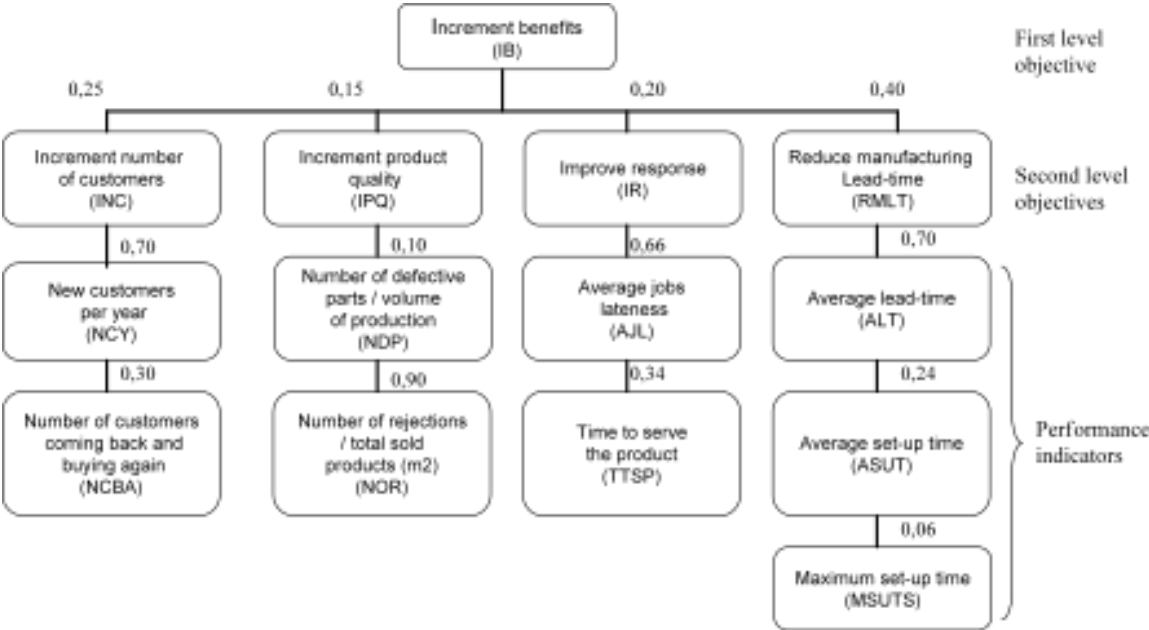 Increment benefits
(IB)
First level
objective
0,25
0,15
0,20
0,40
Increment number
of customers
(INC)
Increment product
quality
(IPQ)
Improve response
(IR)
Reduce manufacturing
Lead-time
(RMLT)
Second level
objectives
0,70
0,10
0,66
0,70
New customers
per year
(NCY)
Number of defective
parts / volume
of production
(NDP)
Average jobs
lateness
(AJL)
Average lead-time
(ALT)
0,30
0,90
0,34
0,24
Number of customers
coming back and
buying again
(NCBA)
Number of rejections
/ total sold
products (m2)
(NOR)
Time to serve
the product
(TTSP)
Average set-up time
(ASUT)
Performance
indicators
0,06
Maximum set-up time
(MSUTS)